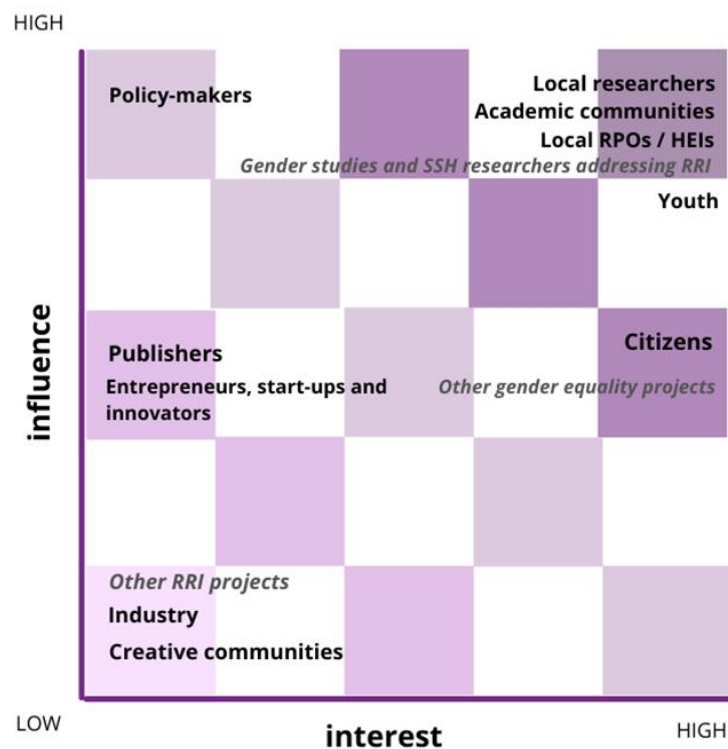 HIGH
Policy-makers
Local researchers
Academic communities
Local RPOs / HEIs
Gender studies and SSH researchers addressing RRI
Youth
influence
Publishers
Entrepreneurs, start-ups and
innovators
Citizens
Other gender equality projects
Other RRI projects
Industry
Creative communities
LOW
interest
HIGH